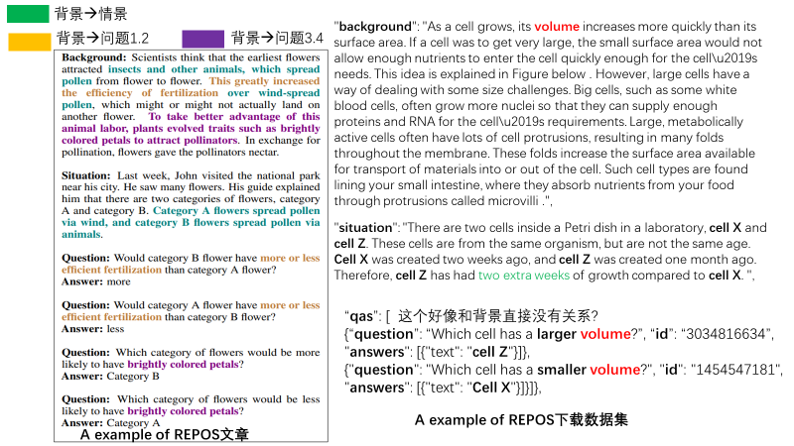 背景→情景
背景→问题1.2
背景→问题3.4
Background: Scientists think that the earliest flowers
attracted insects and other animals, which spread
pollen from flower to flower. This greatly increased
the efficiency of fertilization over wind-spread
pollen, which might or might not actually land on
another flower. To take better advantage of this
animal labor, plants evolved traits such as brightly
colored petals to attract pollinators. In exchange for
pollination, flowers gave the pollinators nectar.
Situation: Last week, John visited the national park
near his city. He saw many flowers. His guide explained
him that there are two categories of flowers, category
A and category B. Category A flowers spread pollen
via wind, and category B flowers spread pollen via
animals.
Question: Would category B flower have more or less
efficient fertilization than category A flower?
Answer: more
Question: Would category A flower have more or less
efficient fertilization than category B flower?
Answer: less
Question: Which category of flowers would be more
likely to have brightly colored petals?
Answer: Category B
Question: Which category of flowers would be less
likely to have brightly colored petals?
Answer: Category A
A example of REPOS文章
"background": "As a cell grows, its volume increases more quickly than its
surface area. If a cell was to get very large, the small surface area would not
allow enough nutrients to enter the cell quickly enough for the cell\u2019s
needs. This idea is explained in Figure below . However, large cells have a
way of dealing with some size challenges. Big cells, such as some white
blood cells, often grow more nuclei so that they can supply enough
proteins and RNA for the cell\u2019s requirements. Large, metabolically
active cells often have lots of cell protrusions, resulting in many folds
throughout the membrane. These folds increase the surface area available
for transport of materials into or out of the cell. Such cell types are found
lining your small intestine, where they absorb nutrients from your food
through protrusions called microvilli .",
"situation": "There are two cells inside a Petri dish in a laboratory, cell X and
cell Z. These cells are from the same organism, but are not the same age.
Cell X was created two weeks ago, and cell Z was created one month ago.
Therefore, cell Z has had two extra weeks of growth compared to cell X. ",
"qas": [ 这个好像和背景直接没有关系?
{"question": "Which cell has a larger volume?", "id": "3034816634",
"answers": [{"text": "cell Z"}]},
{"question": "Which cell has a smaller volume?", "id": "1454547181",
"answers": [{"text": "Cell X"}]}]},
A example of REPOS下载数据集